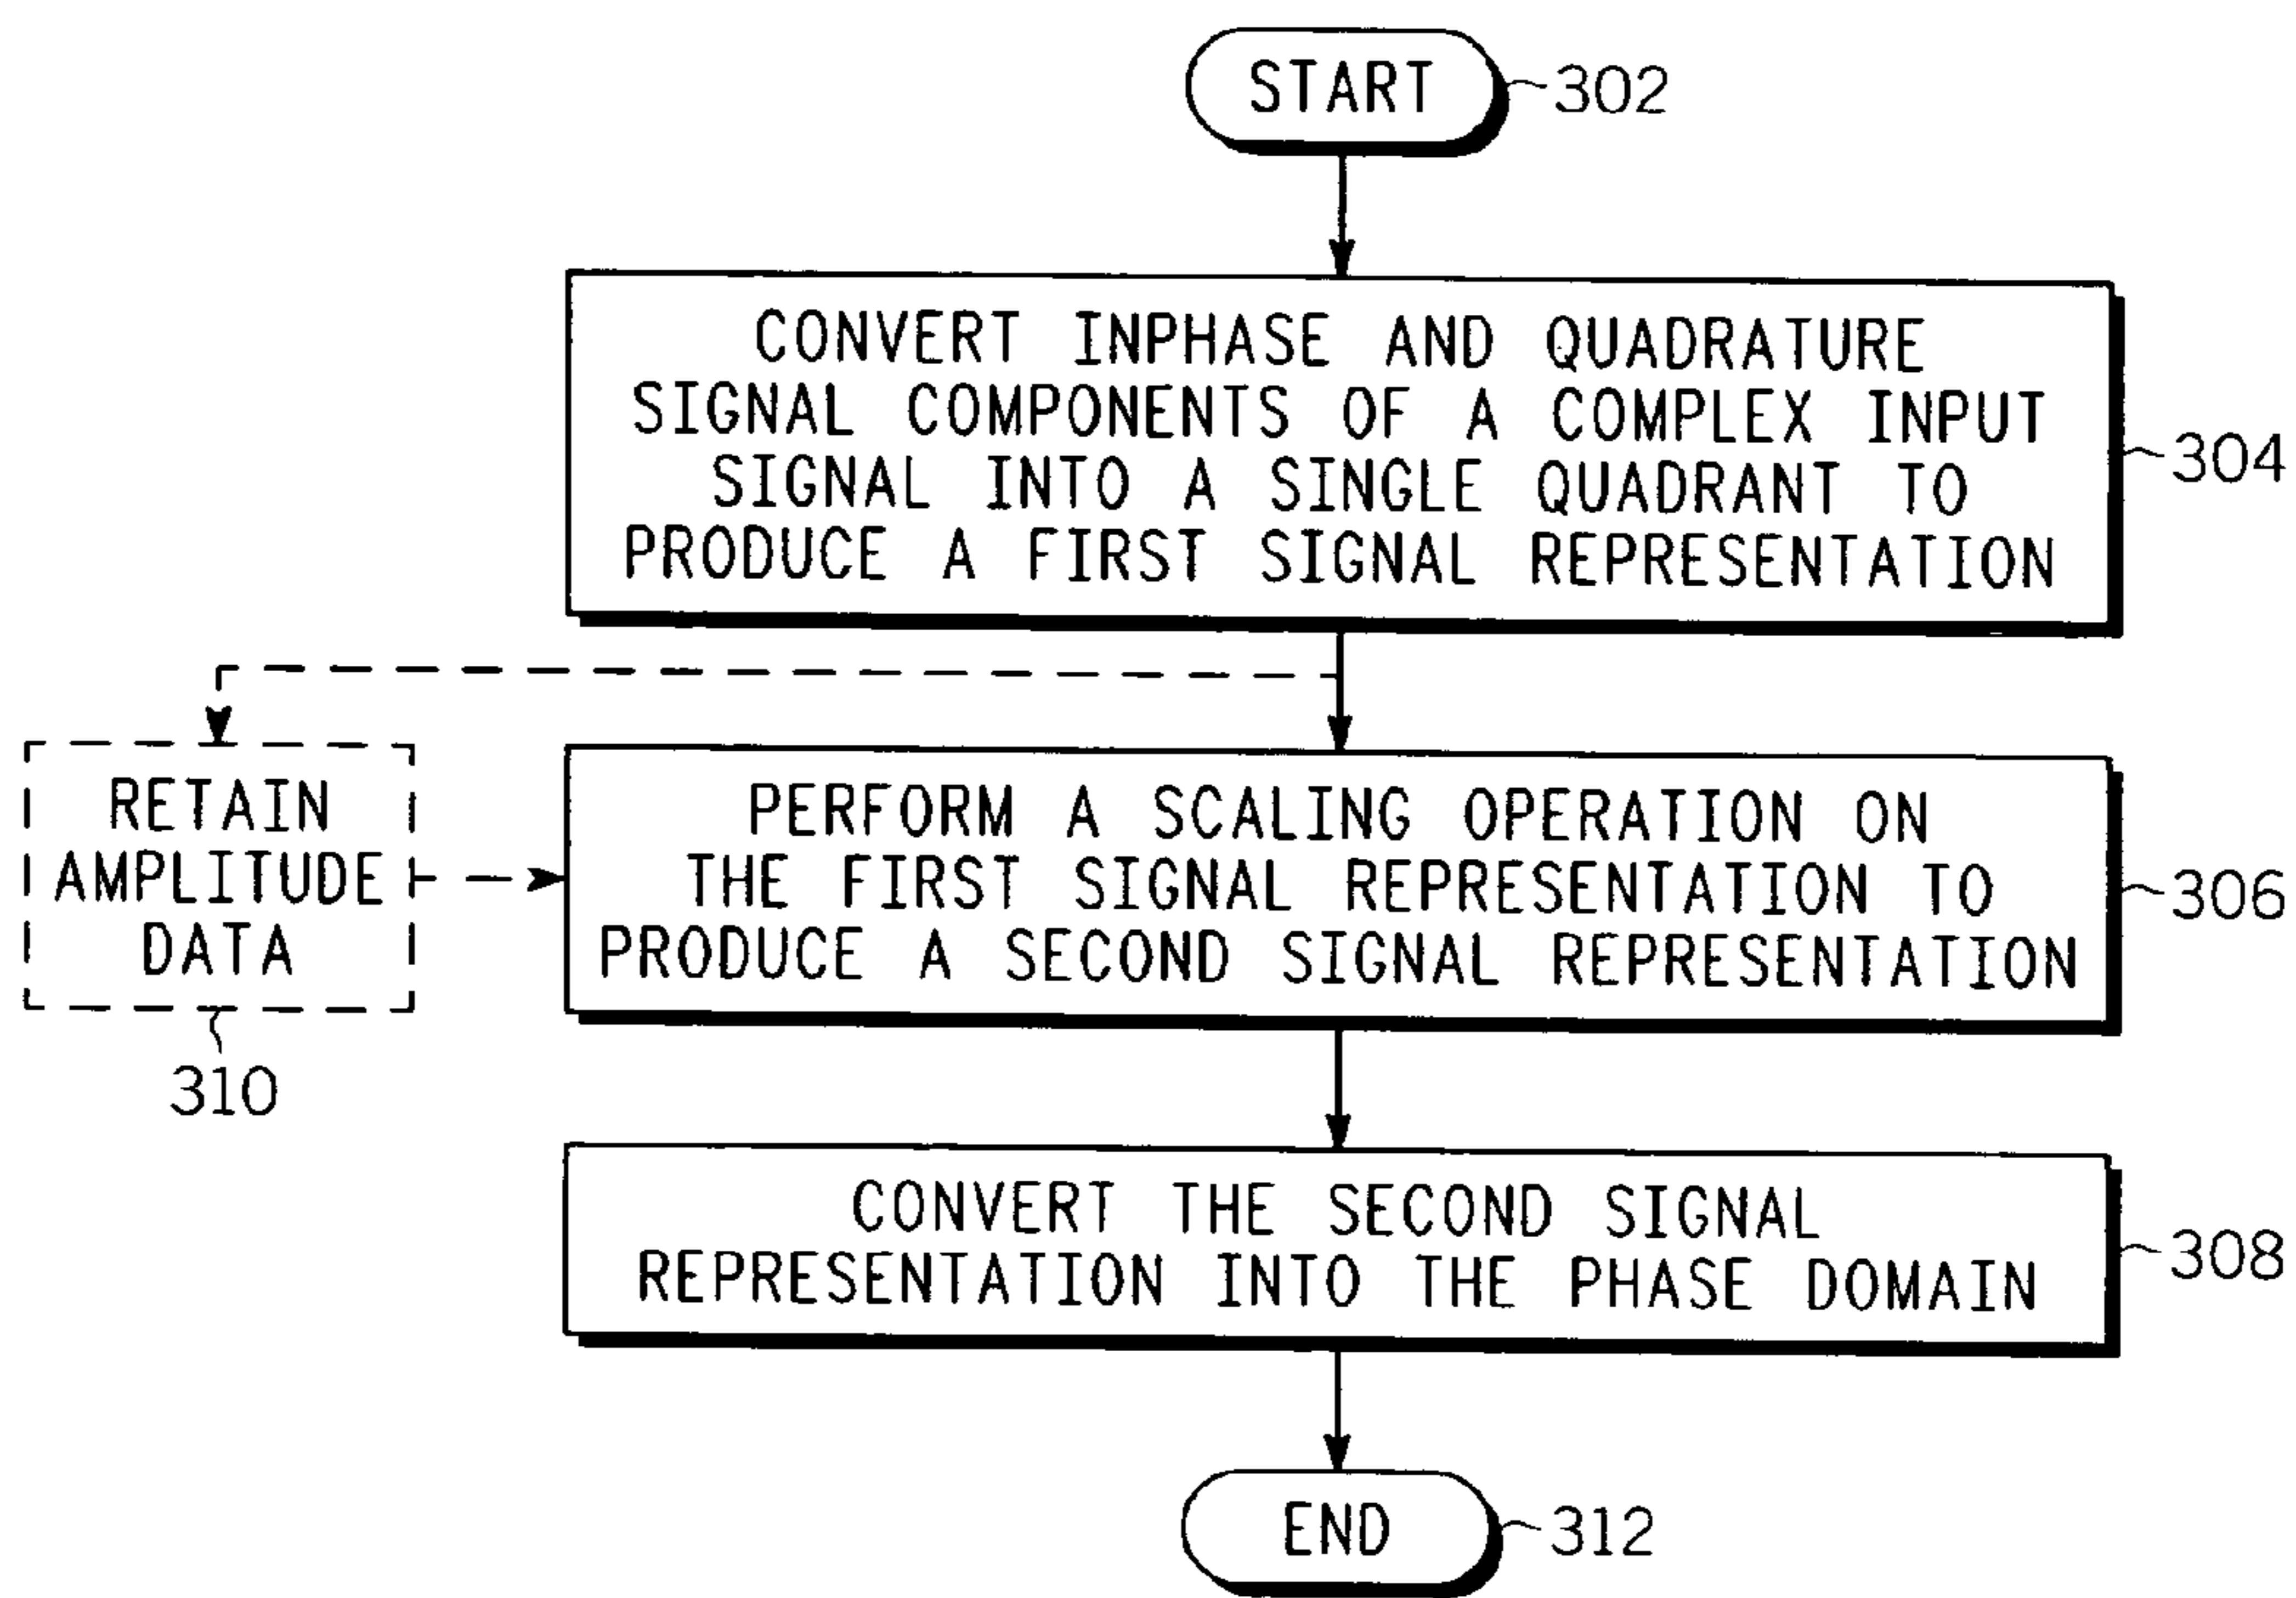 START
302
CONVERT INPHASE AND QUADRATURE
SIGNAL COMPONENTS OF A COMPLEX INPUT
SIGNAL INTO A SINGLE QUADRANT TO
PRODUCE A FIRST SIGNAL REPRESENTATION
304
RETAIN
AMPLITUDE
DATA
310
PERFORM A SCALING OPERATION ON
THE FIRST SIGNAL REPRESENTATION TO
PRODUCE A SECOND SIGNAL REPRESENTATION
306
CONVERT THE SECOND SIGNAL
REPRESENTATION INTO THE PHASE DOMAIN
308
END
312